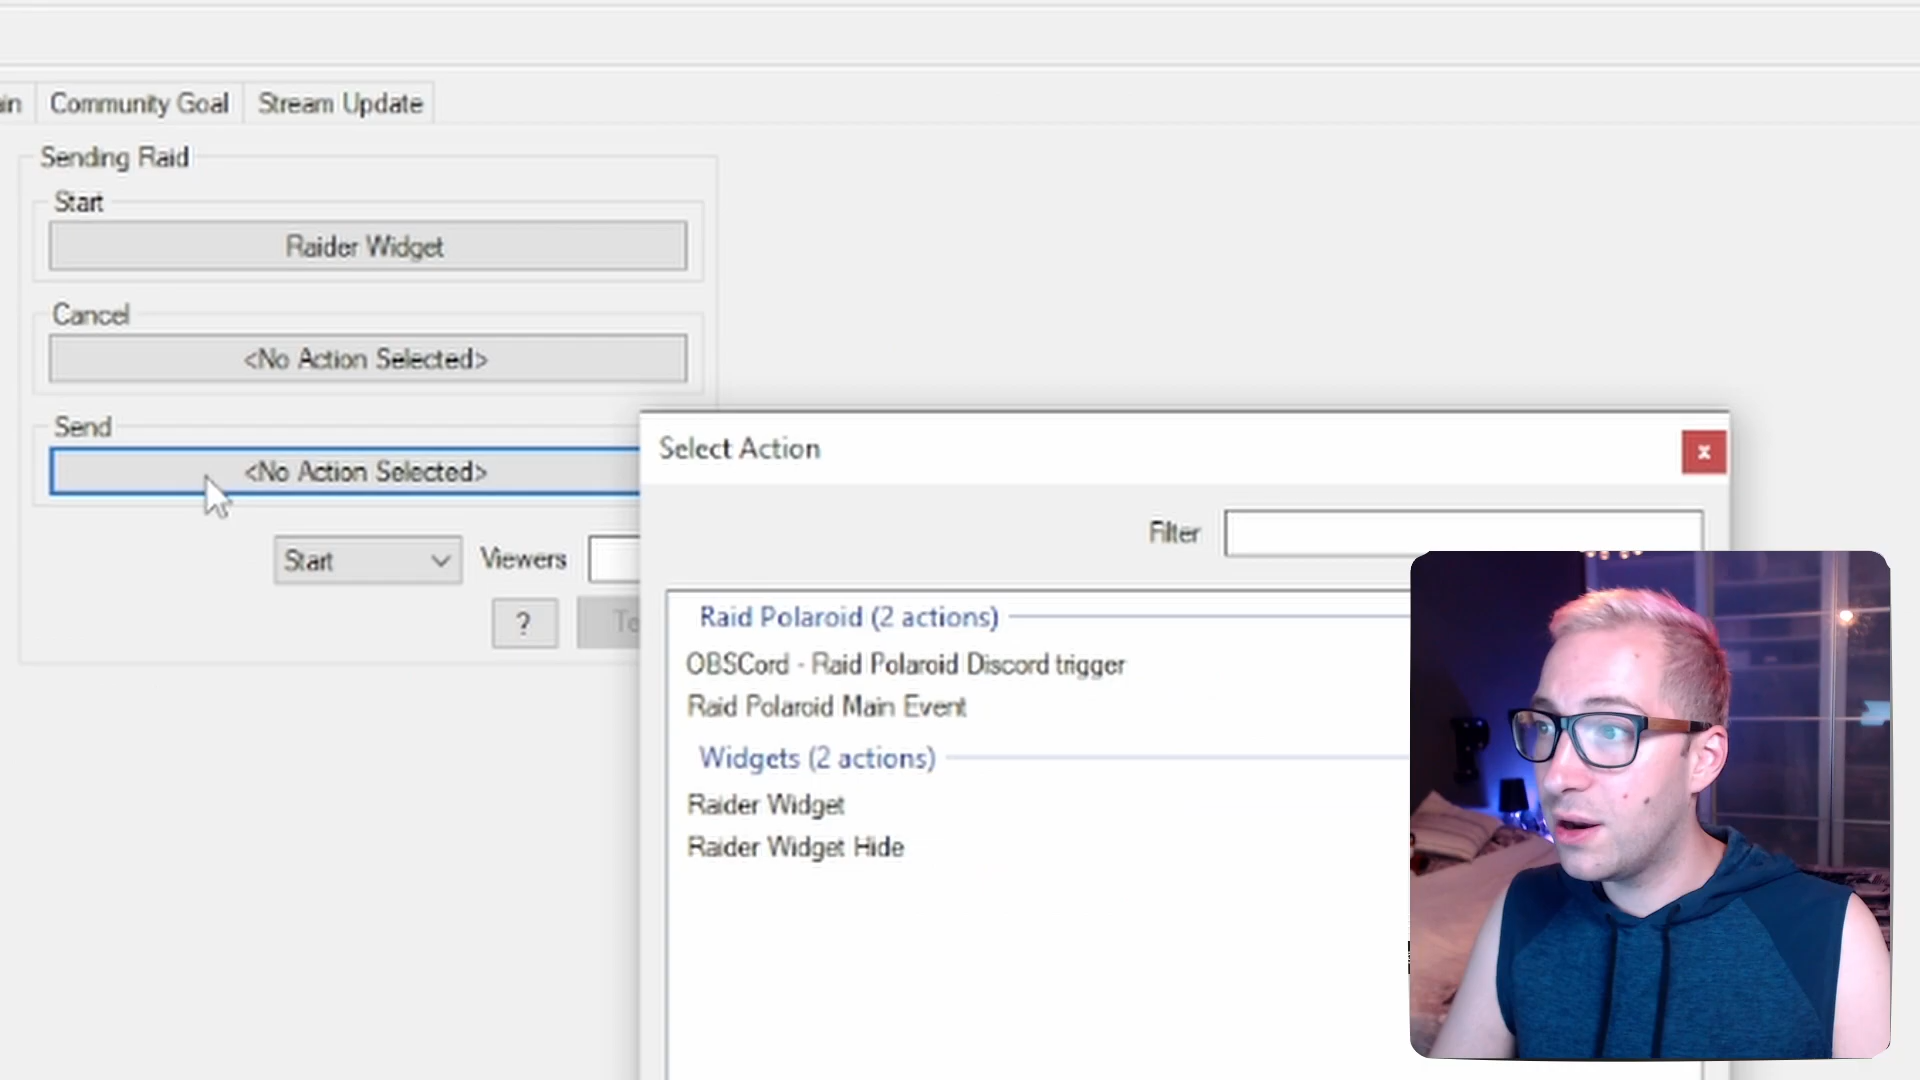 Community Goal
Stream Update
Sending Raid
Start
Raider Widget
Cancel
<No Action Selected>
Send
<No Action Selected>
Start
Viewers
?
Select Action
x
Filter
Raid Polaroid (2 actions)
OBSCord - Raid Polaroid Discord trigger
Raid Polaroid Main Event
Widgets (2 actions)
Raider Widget
Raider Widget Hide